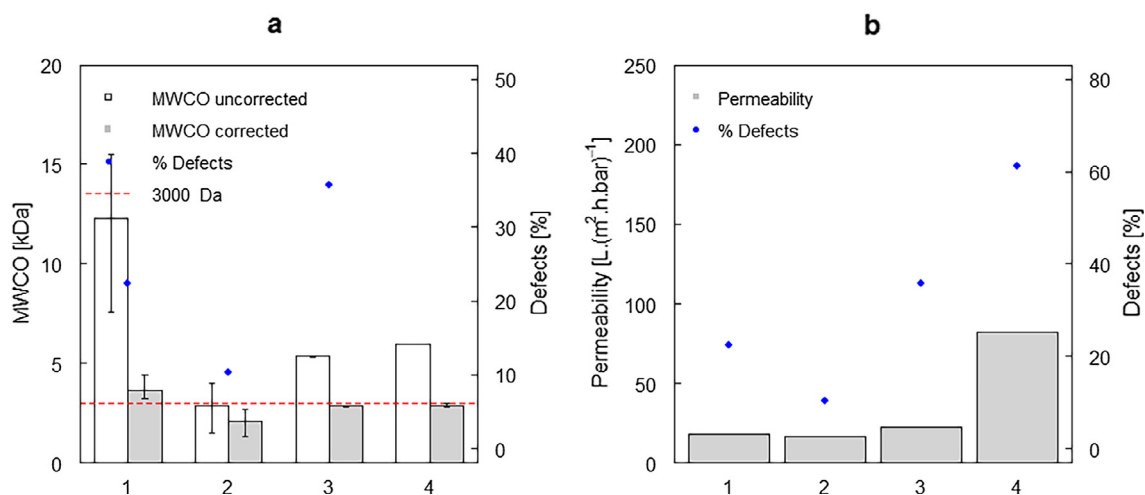 a
MWCO [kDa]
20
15
10
5
0
MWCO uncorrected
MWCO corrected
% Defects
3000 Da
50
40
30
20
10
0
Defects [%]
1 2 3 4
b
Permeability [L.(m².h.bar)⁻¹]
250
200
150
100
50
0
Permeability
% Defects
80
60
40
20
0
Defects [%]
1 2 3 4